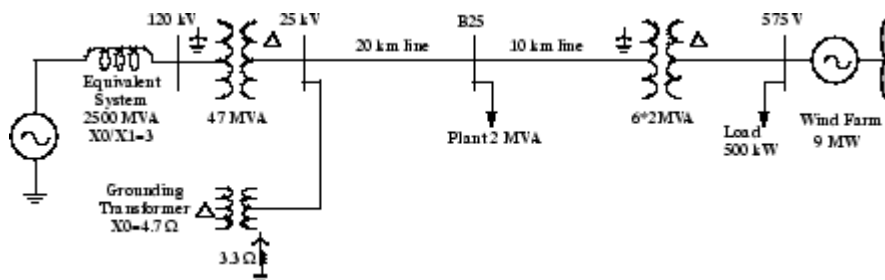 120 kV
25 kV
B25
575 V
20 km line
10 km line
Equivalent
System
2500 MVA
X0/X1=3
47 MVA
Plant 2 MVA
6*2MVA
Load
500 kW
Wind Farm
9 MW
Grounding
Transformer
X0=4.7 Ω
3.3 Ω